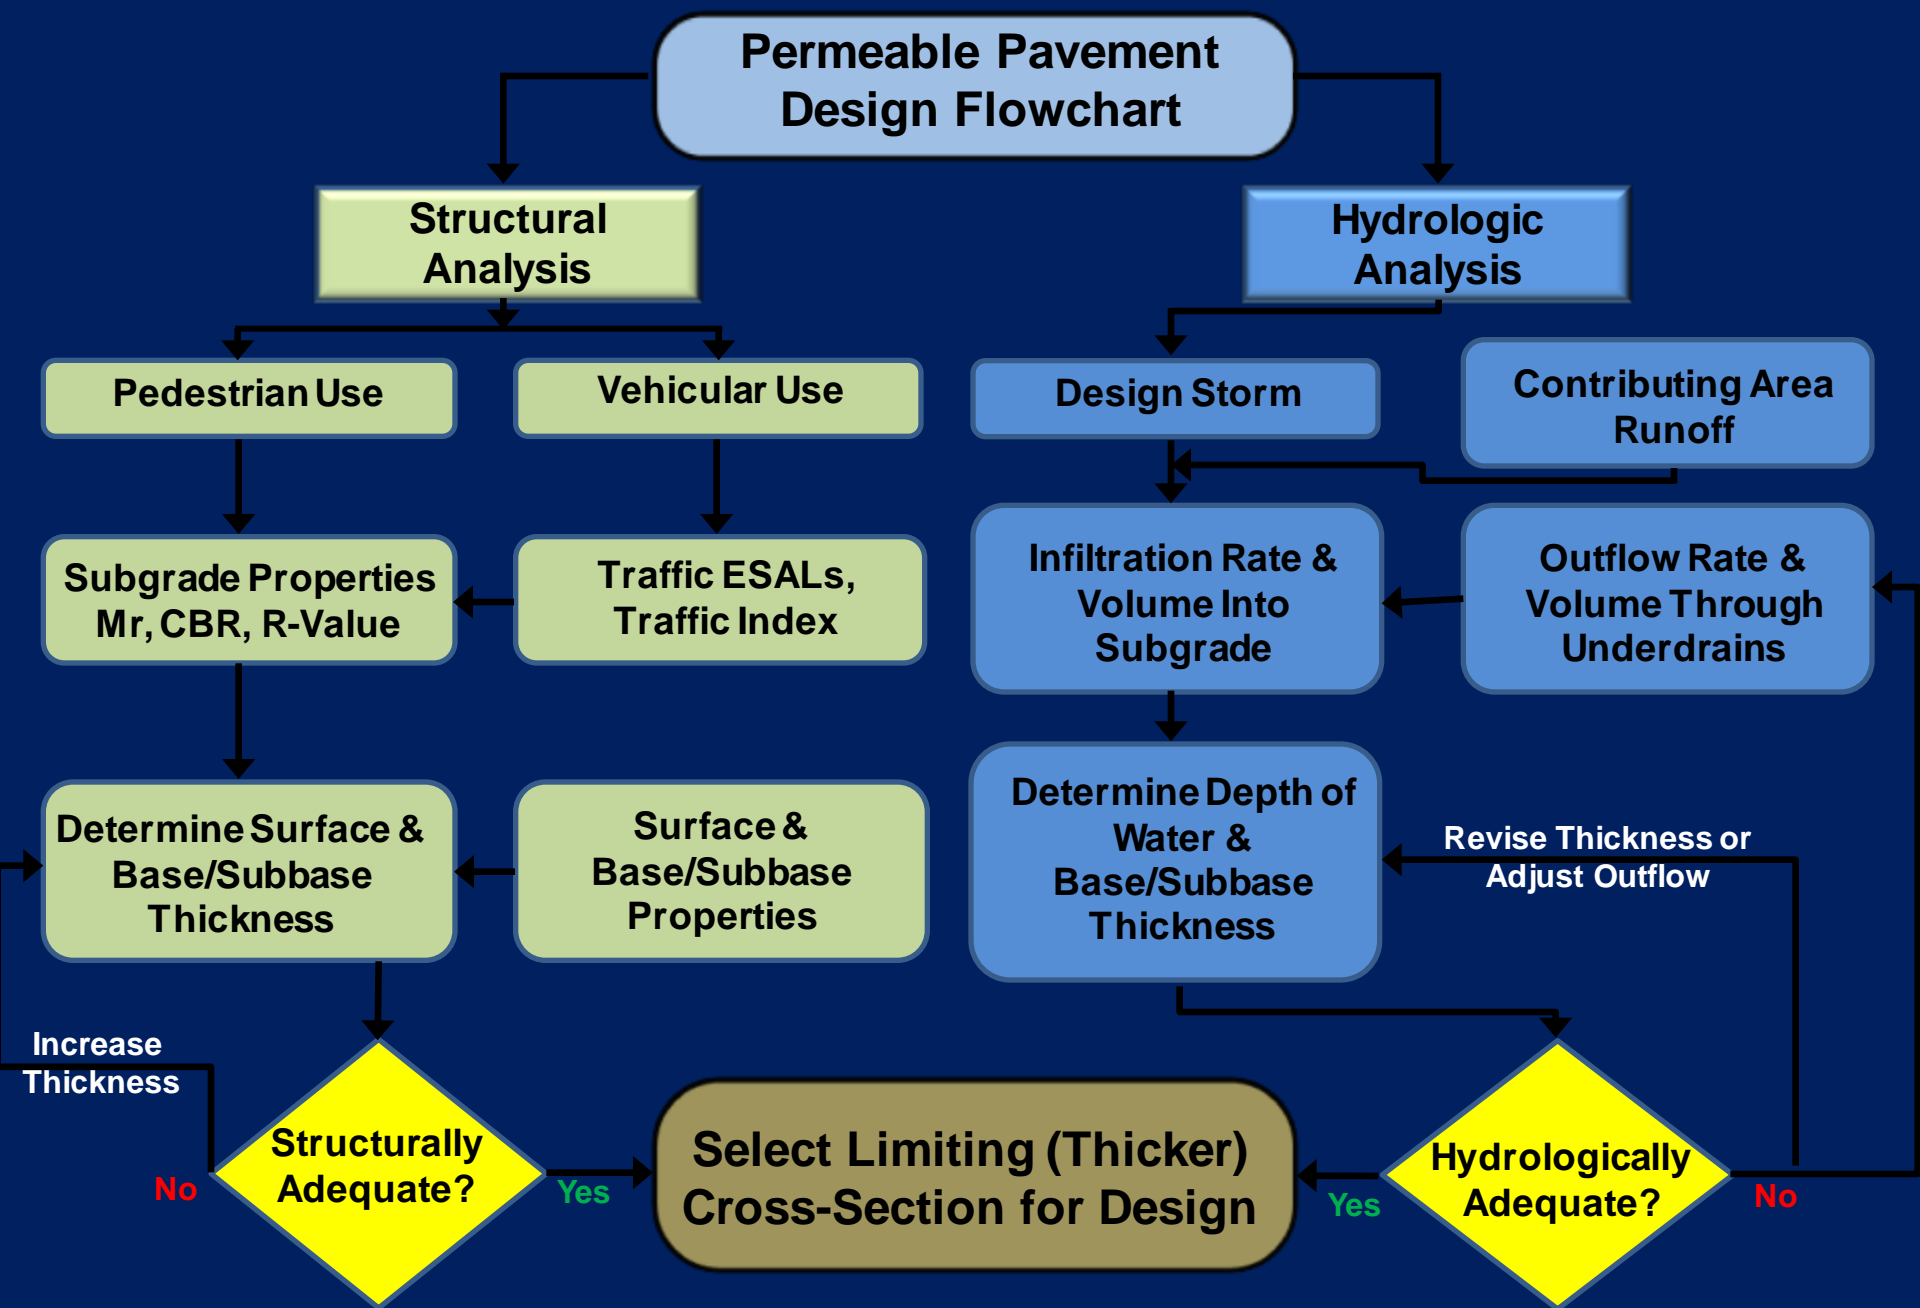 Permeable Pavement
Design Flowchart
Structural
Analysis
Hydrologic
Analysis
Pedestrian Use
Vehicular Use
Design Storm
Contributing Area
Runoff
Subgrade Properties
Mr, CBR, R-Value
Traffic ESALs,
Traffic Index
Infiltration Rate &
Volume Into
Subgrade
Outflow Rate &
Volume Through
Underdrains
Determine Surface &
Base/Subbase
Thickness
Surface &
Base/Subbase
Properties
Determine Depth of
Water &
Base/Subbase
Thickness
Revise Thickness or
Adjust Outflow
Increase
Thickness
Structurally
Adequate?
No
Yes
Select Limiting (Thicker)
Cross-Section for Design
Yes
Hydrologically
Adequate?
No